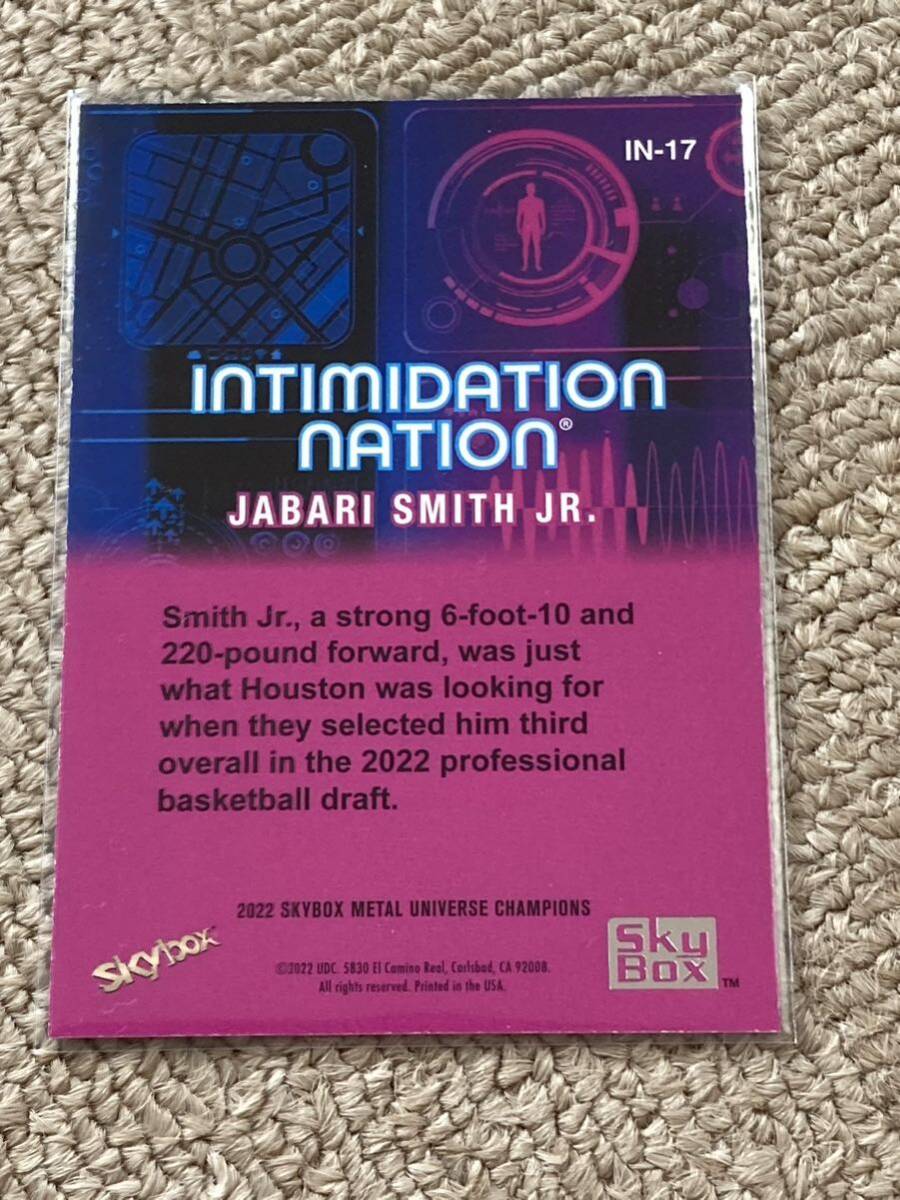 IN-17
INTIMIDATION
NATION®
JABARI SMITH JR.
Smith Jr., a strong 6-foot-10 and
220-pound forward, was just
what Houston was looking for
when they selected him third
overall in the 2022 professional
basketball draft.
2022 SKYBOX METAL UNIVERSE CHAMPIONS
skybox
©2022 UDC. 5830 El Camino Real, Carlsbad, CA 92008.
All rights reserved. Printed in the USA.
Sky
Box™